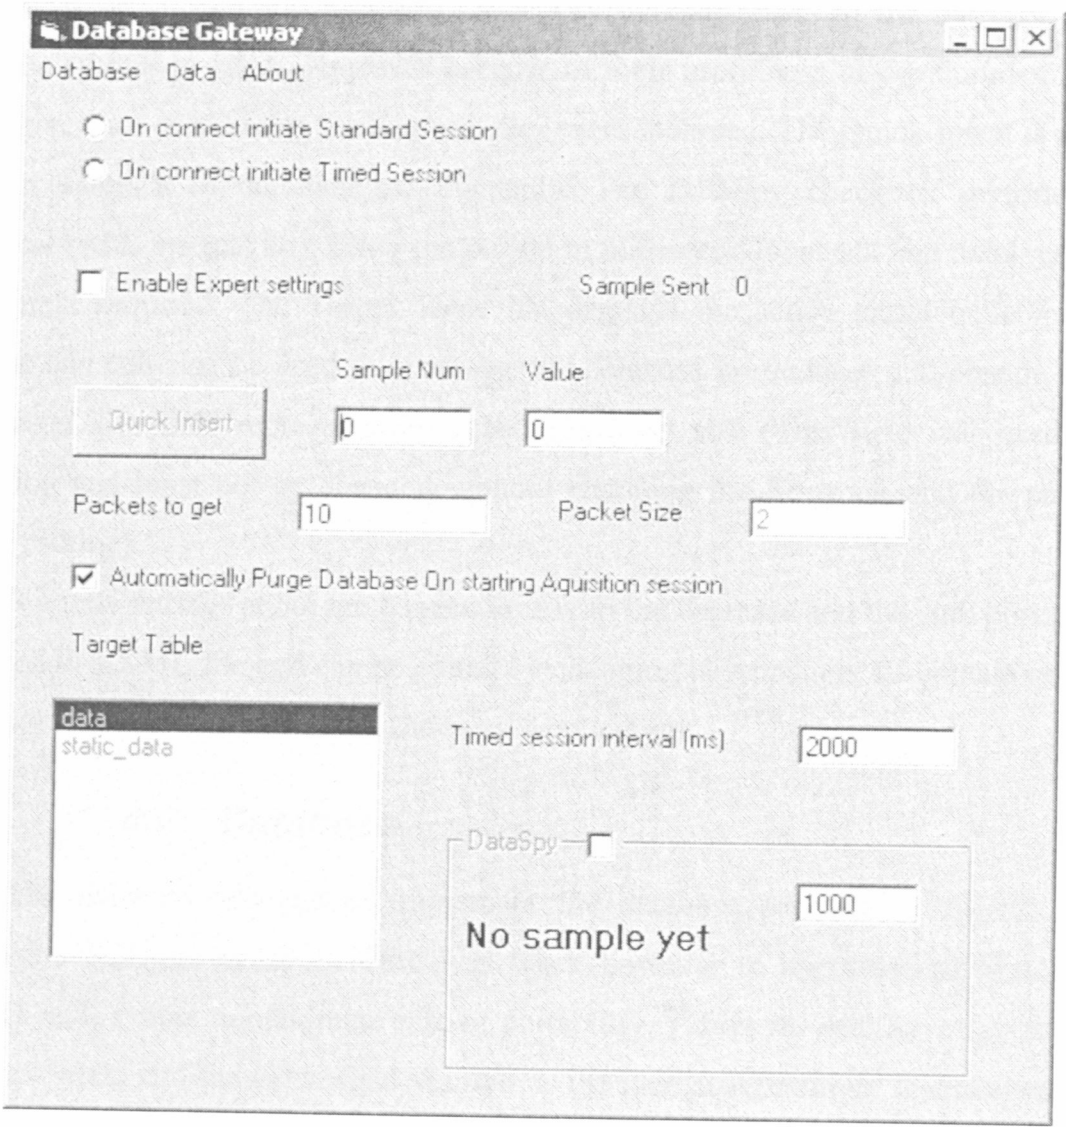 Database Gateway
Database Data About
On connect initiate Standard Session
On connect initiate Timed Session
Enable Expert settings
Sample Sent 0
Sample Num Value
Quick Insert
0
0
Packets to get 10 Packet Size 2
Automatically Purge Database On starting Aquisition session
Target Table
data
static_data
Timed session interval (ms) 2000
DataSpy
1000
No sample yet